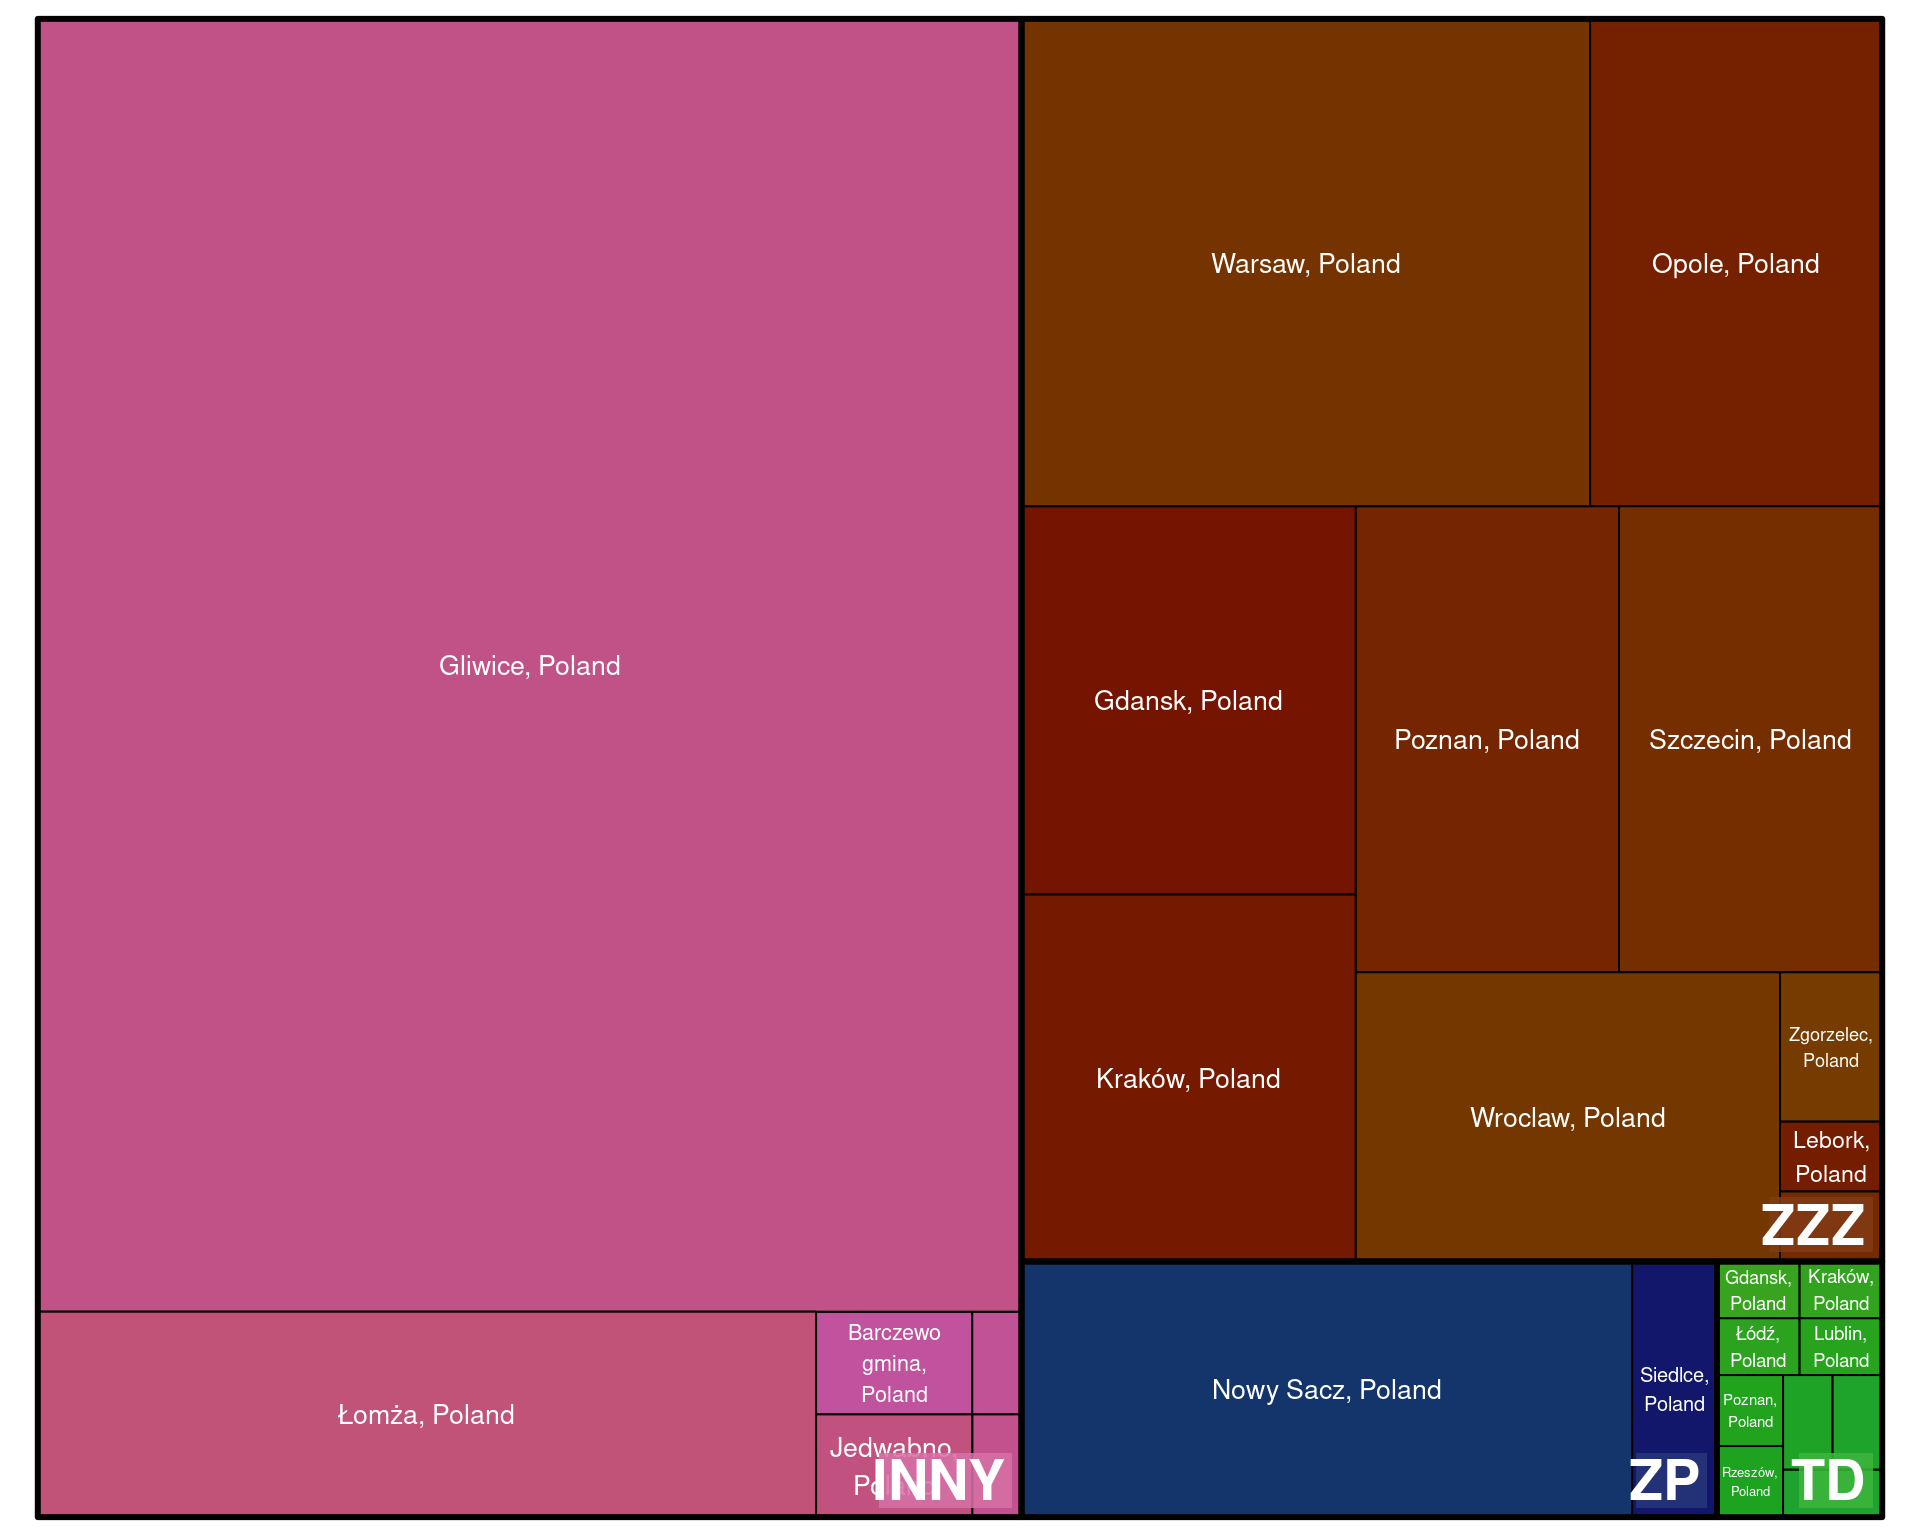 Gliwice, Poland
Łomża, Poland
Barczewo
gmina,
Poland
Jedwabno,
INNY
Warsaw, Poland
Opole, Poland
Gdansk, Poland
Poznan, Poland
Szczecin, Poland
Kraków, Poland
Wroclaw, Poland
Zgorzelec,
Poland
Lebork,
Poland
ZZZ
Nowy Sacz, Poland
Siedlce,
Poland
ZP
Gdansk,
Poland
Kraków,
Poland
Łódź,
Poland
Lublin,
Poland
Poznan,
Poland
Rzeszów,
Poland
TD